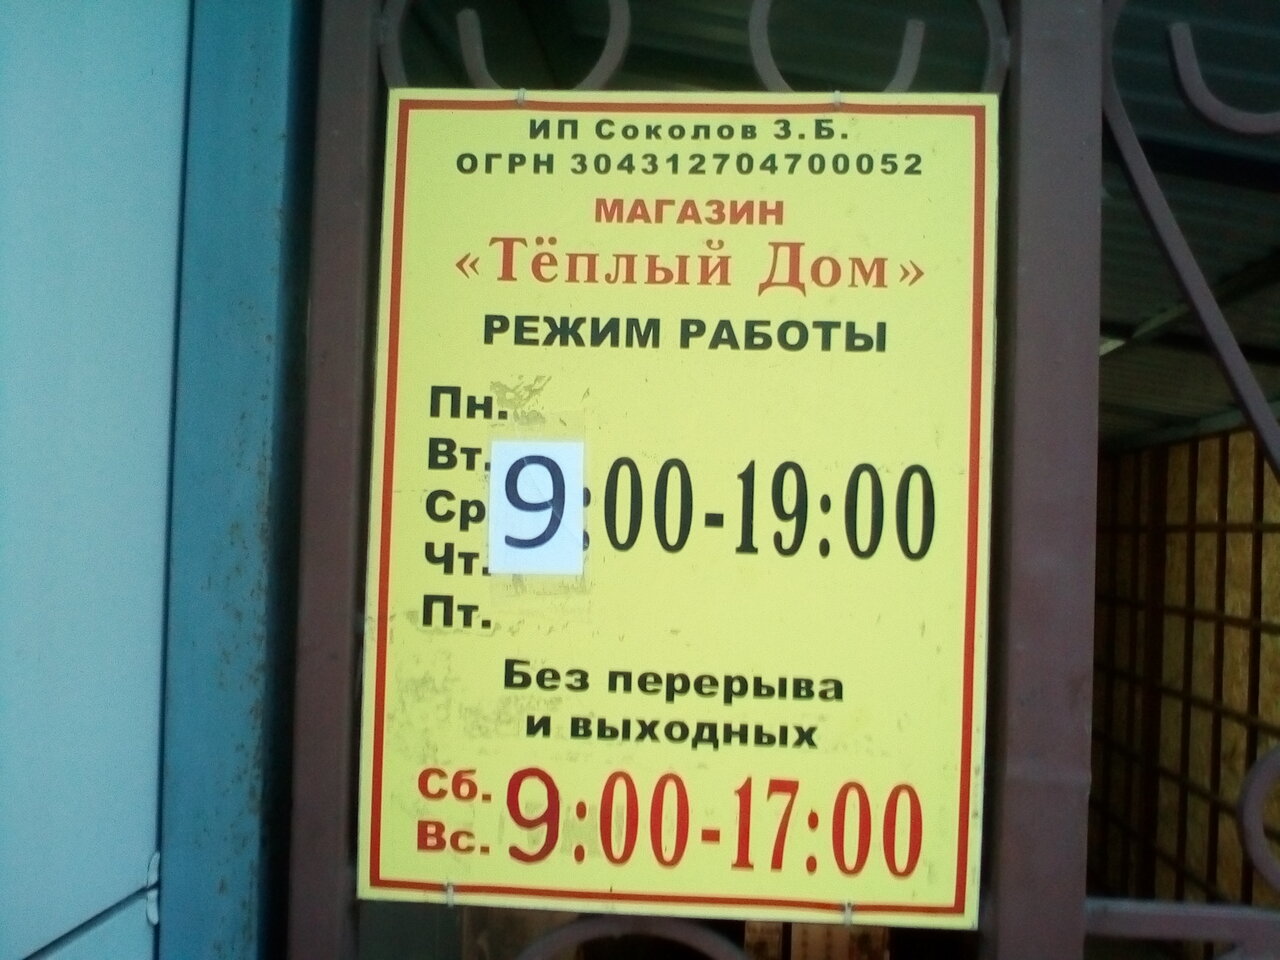 ИП Соколов З.Б.
ОГРН 304312704700052
МАГАЗИН
«Тёплый Дом»
РЕЖИМ РАБОТЫ
Пн.
Вт.
Ср
Чт.
Пт.
9:00-19:00
Без перерыва
и выходных
Сб.
Вс.
9:00-17:00